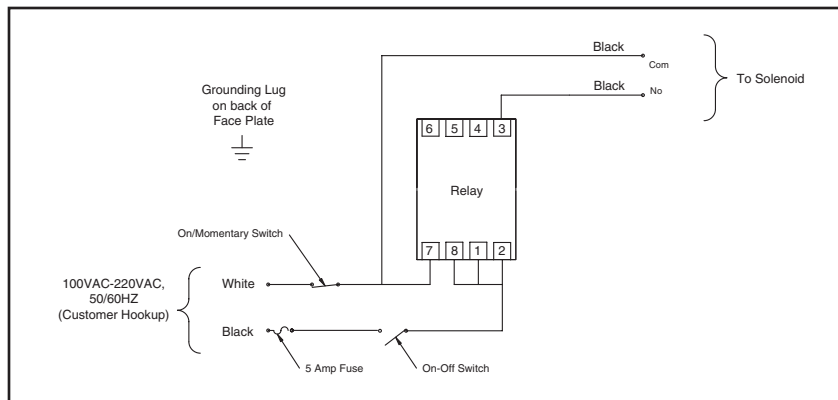 Black
Com
To Solenoid
Black
No
Grounding Lug
on back of
Face Plate
6 5 4 3
Relay
On/Momentary Switch
7 8 1 2
100VAC-220VAC,
50/60HZ
(Customer Hookup)
White
Black
5 Amp Fuse
On-Off Switch